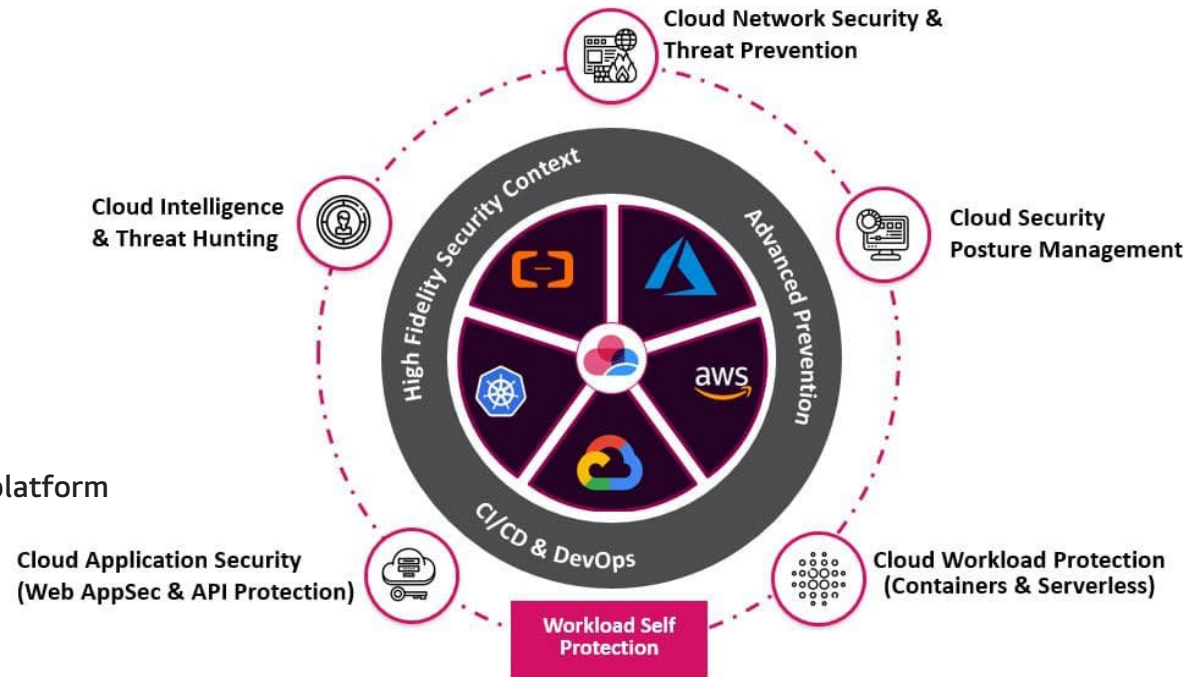 Cloud Network Security &
Threat Prevention
Cloud Intelligence
& Threat Hunting
Cloud Security
Posture Management
High Fidelity Security Context
Advanced Prevention
aws
platform
CI/CD & DevOps
Cloud Application Security
(Web AppSec & API Protection)
Cloud Workload Protection
(Containers & Serverless)
Workload Self
Protection